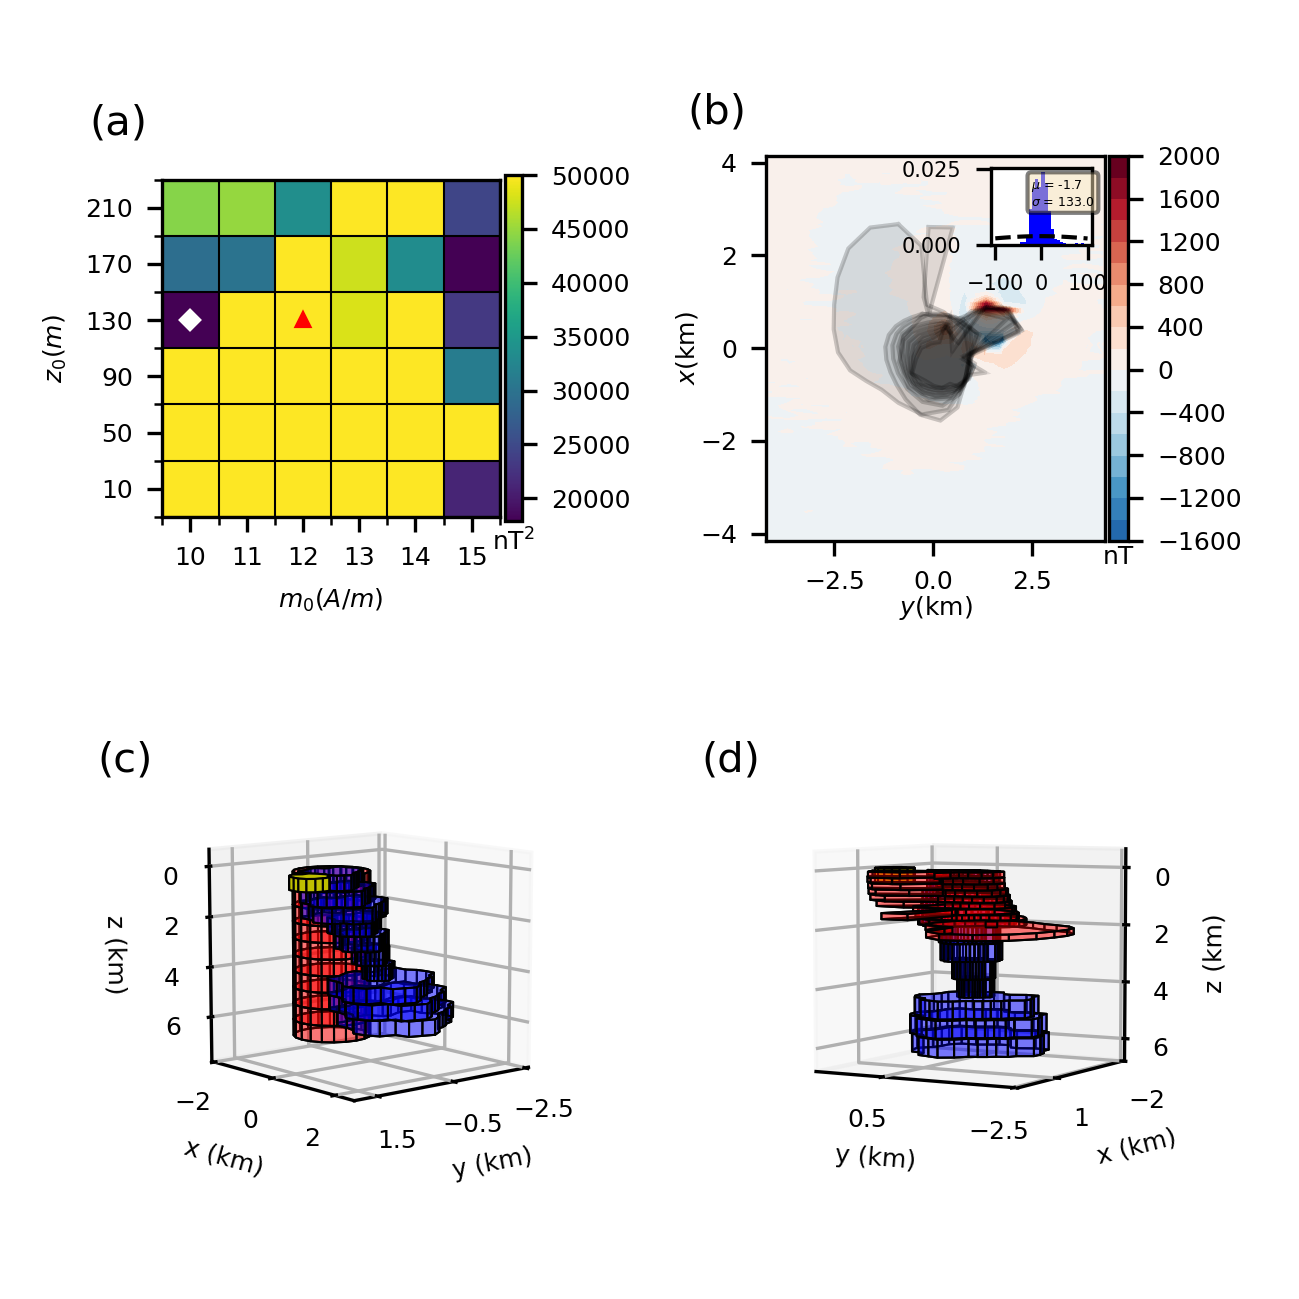 (a)
210
170
130
90
50
10
z₀(m)
10 11 12 13 14 15
m₀(A/m)
50000
45000
40000
35000
30000
25000
20000
nT²
(b)
4
2
0
−2
−4
x(km)
−2.5 0.0 2.5
y(km)
0.025
0.000
μ = -1.7
σ = 133.0
−100 0 100
2000
1600
1200
800
400
0
−400
−800
−1200
−1600
nT
(c)
0
2
4
6
z (km)
−2
0
2
x (km)
1.5
−0.5
−2.5
y (km)
(d)
0
2
4
6
z (km)
0.5
−2.5
y (km)
1
−2
x (km)